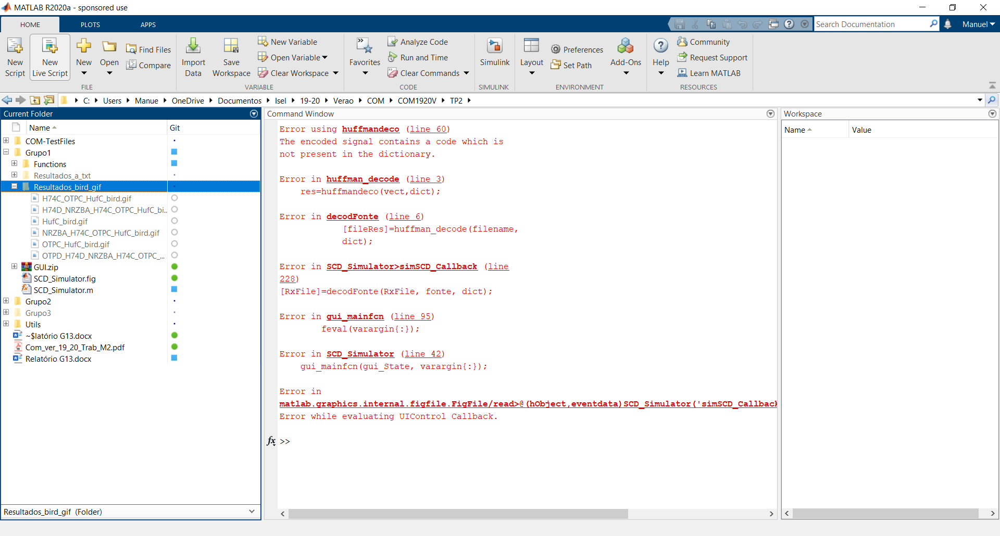 MATLAB R2020a - sponsored use
HOME PLOTS APPS
Search Documentation
Manuel
New Script
New Live Script
New
Open
Find Files
Compare
FILE
Import Data
Save Workspace
New Variable
Open Variable
Clear Workspace
VARIABLE
Favorites
Analyze Code
Run and Time
Clear Commands
CODE
Simulink
SIMULINK
Layout
Preferences
Set Path
Add-Ons
ENVIRONMENT
Help
Community
Request Support
Learn MATLAB
RESOURCES
C: Users Manue OneDrive Documentos Isel 19-20 Verao COM COM1920V TP2
Current Folder
Name Git
COM-TestFiles
Grupo1
Functions
Resultados_a_txt
Resultados_bird_gif
H74C_OTPC_HufC_bird.gif
H74D_NRZBA_H74C_OTPC_HufC_bi...
HufC_bird.gif
NRZBA_H74C_OTPC_HufC_bird.gif
OTPC_HufC_bird.gif
OTPD_H74D_NRZBA_H74C_OTPC_...
GUI.zip
SCD_Simulator.fig
SCD_Simulator.m
Grupo2
Grupo3
Utils
~$latório G13.docx
Com_ver_19_20_Trab_M2.pdf
Relatório G13.docx
Resultados_bird_gif (Folder)
Command Window
Error using huffmandeco (line 60)
The encoded signal contains a code which is
not present in the dictionary.
Error in huffman_decode (line 3)
res=huffmandeco(vect,dict);
Error in decodFonte (line 6)
[fileRes]=huffman_decode(filename,
dict);
Error in SCD_Simulator>simSCD_Callback (line
228)
[RxFile]=decodFonte(RxFile, fonte, dict);
Error in gui_mainfcn (line 95)
feval(varargin{:});
Error in SCD_Simulator (line 42)
gui_mainfcn(gui_State, varargin{:});
Error in
matlab.graphics.internal.figfile.FigFile/read>@(hObject,eventdata)SCD_Simulator('simSCD_Callback
Error while evaluating UIControl Callback.
fx >>
Workspace
Name Value